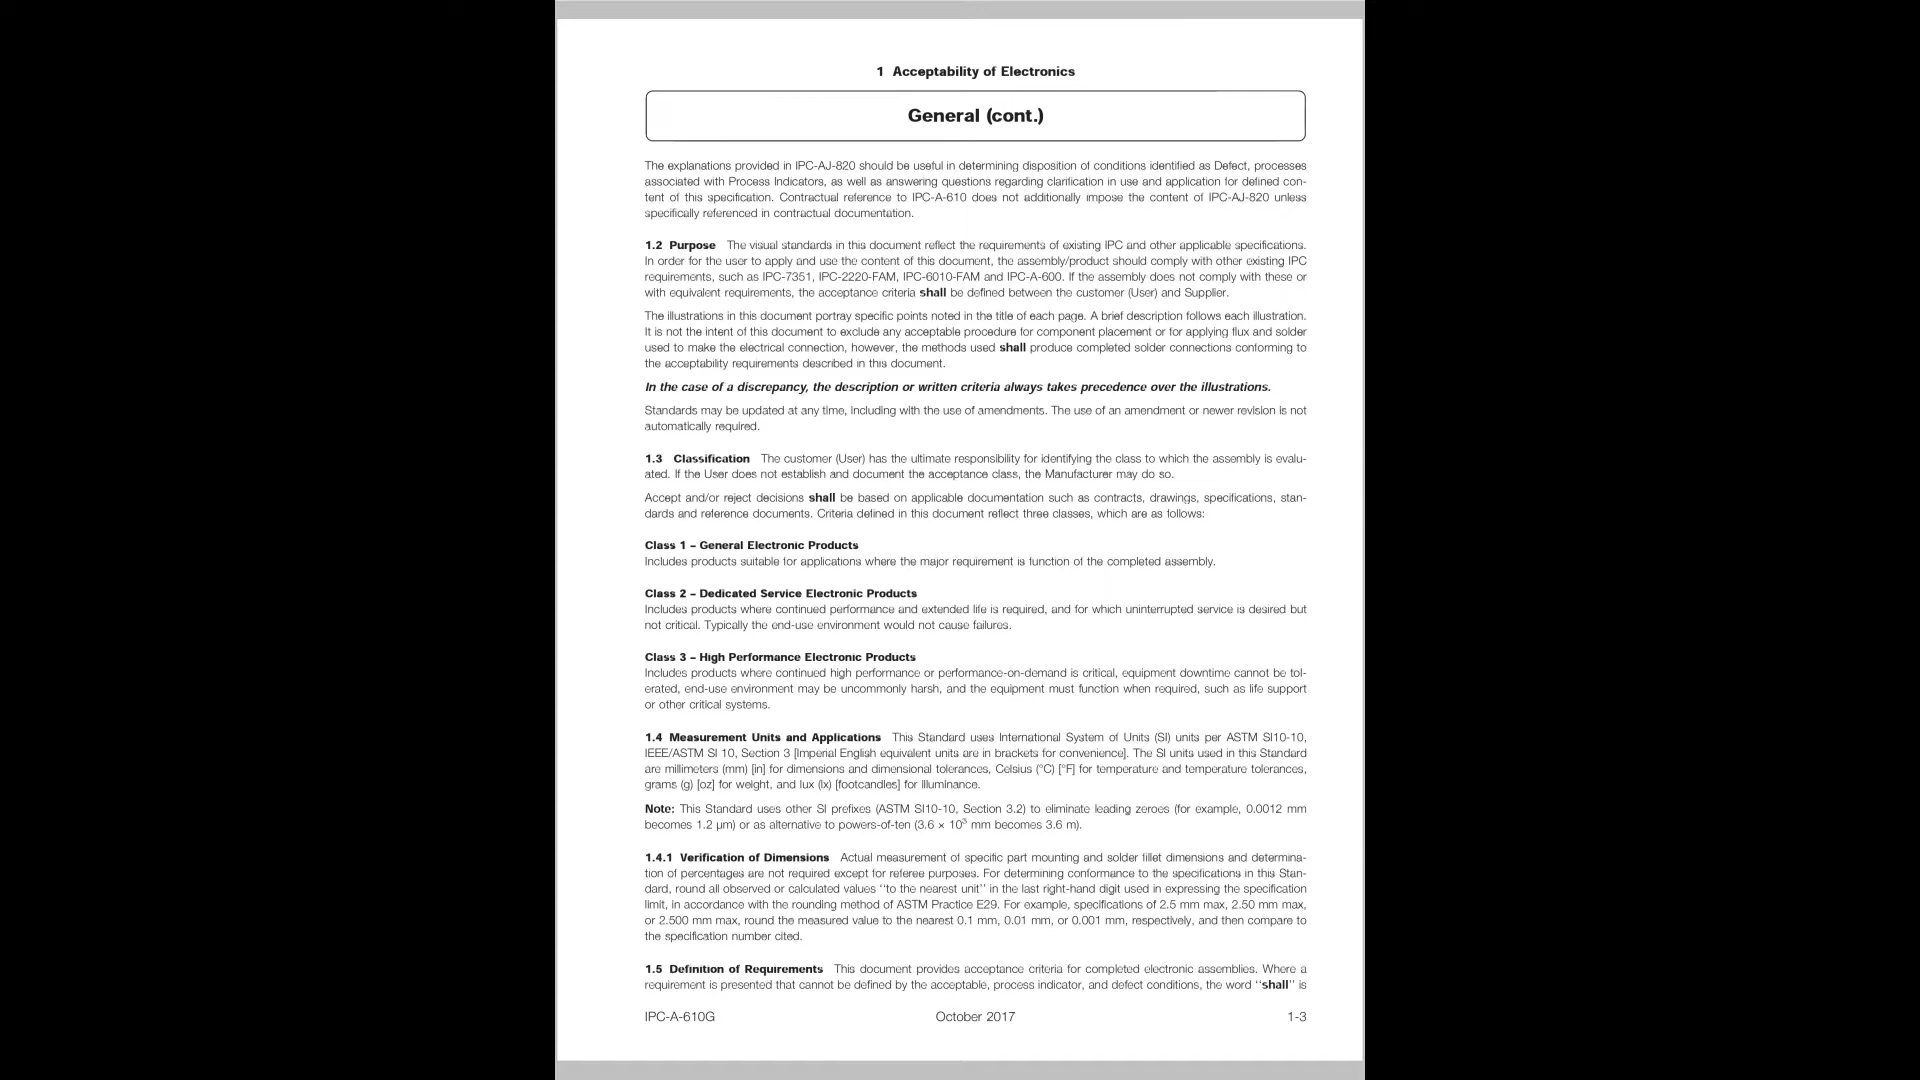 1 Acceptability of Electronics
General (cont.)
The explanations provided in IPC-AJ-820 should be useful in determining disposition of conditions identified as Defect, processes
associated with Process Indicators, as well as answering questions regarding clarification in use and application for defined con-
tent of this specification. Contractual reference to IPC-A-610 does not additionally impose the content of IPC-AJ-820 unless
specifically referenced in contractual documentation.
1.2 Purpose The visual standards in this document reflect the requirements of existing IPC and other applicable specifications.
In order for the user to apply and use the content of this document, the assembly/product should comply with other existing IPC
requirements, such as IPC-7351, IPC-2220-FAM, IPC-6010-FAM and IPC-A-600. If the assembly does not comply with these or
with equivalent requirements, the acceptance criteria shall be defined between the customer (User) and Supplier.
The illustrations in this document portray specific points noted in the title of each page. A brief description follows each illustration.
It is not the intent of this document to exclude any acceptable procedure for component placement or for applying flux and solder
used to make the electrical connection, however, the methods used shall produce completed solder connections conforming to
the acceptability requirements described in this document.
In the case of a discrepancy, the description or written criteria always takes precedence over the illustrations.
Standards may be updated at any time, including with the use of amendments. The use of an amendment or newer revision is not
automatically required.
1.3 Classification The customer (User) has the ultimate responsibility for identifying the class to which the assembly is evalu-
ated. If the User does not establish and document the acceptance class, the Manufacturer may do so.
Accept and/or reject decisions shall be based on applicable documentation such as contracts, drawings, specifications, stan-
dards and reference documents. Criteria defined in this document reflect three classes, which are as follows:
Class 1 – General Electronic Products
Includes products suitable for applications where the major requirement is function of the completed assembly.
Class 2 – Dedicated Service Electronic Products
Includes products where continued performance and extended life is required, and for which uninterrupted service is desired but
not critical. Typically the end-use environment would not cause failures.
Class 3 – High Performance Electronic Products
Includes products where continued high performance or performance-on-demand is critical, equipment downtime cannot be tol-
erated, end-use environment may be uncommonly harsh, and the equipment must function when required, such as life support
or other critical systems.
1.4 Measurement Units and Applications This Standard uses International System of Units (SI) units per ASTM SI10-10,
IEEE/ASTM SI 10, Section 3 [Imperial English equivalent units are in brackets for convenience]. The SI units used in this Standard
are millimeters (mm) [in] for dimensions and dimensional tolerances, Celsius (°C) [°F] for temperature and temperature tolerances,
grams (g) [oz] for weight, and lux (lx) [footcandles] for illuminance.
Note: This Standard uses other SI prefixes (ASTM SI10-10, Section 3.2) to eliminate leading zeroes (for example, 0.0012 mm
becomes 1.2 µm) or as alternative to powers-of-ten (3.6 × 10³ mm becomes 3.6 m).
1.4.1 Verification of Dimensions Actual measurement of specific part mounting and solder fillet dimensions and determina-
tion of percentages are not required except for referee purposes. For determining conformance to the specifications in this Stan-
dard, round all observed or calculated values ''to the nearest unit'' in the last right-hand digit used in expressing the specification
limit, in accordance with the rounding method of ASTM Practice E29. For example, specifications of 2.5 mm max, 2.50 mm max,
or 2.500 mm max, round the measured value to the nearest 0.1 mm, 0.01 mm, or 0.001 mm, respectively, and then compare to
the specification number cited.
1.5 Definition of Requirements This document provides acceptance criteria for completed electronic assemblies. Where a
requirement is presented that cannot be defined by the acceptable, process indicator, and defect conditions, the word ''shall'' is
IPC-A-610G October 2017 1-3